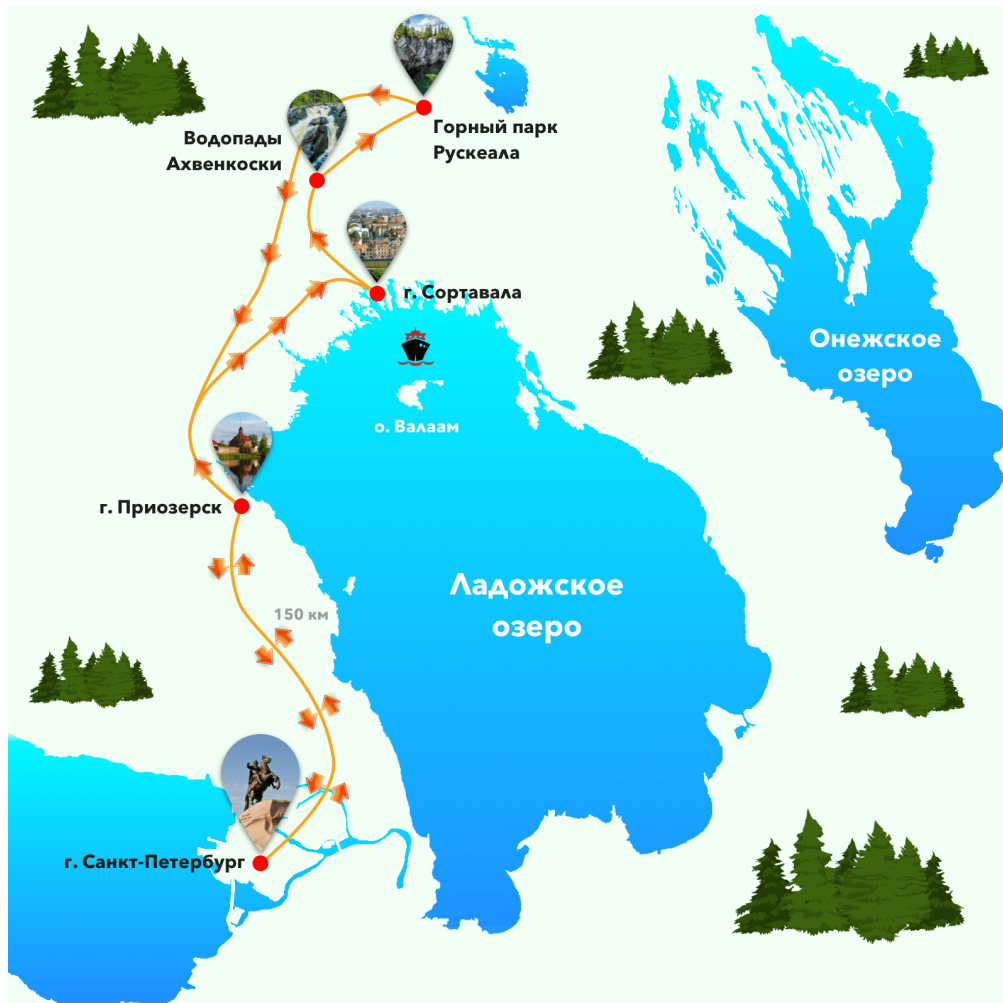 Горный парк
Рускеала
Водопады
Ахвенкоски
г. Сортавала
Онежское
озеро
о. Валаам
г. Приозерск
Ладожское
озеро
150 км
г. Санкт-Петербург